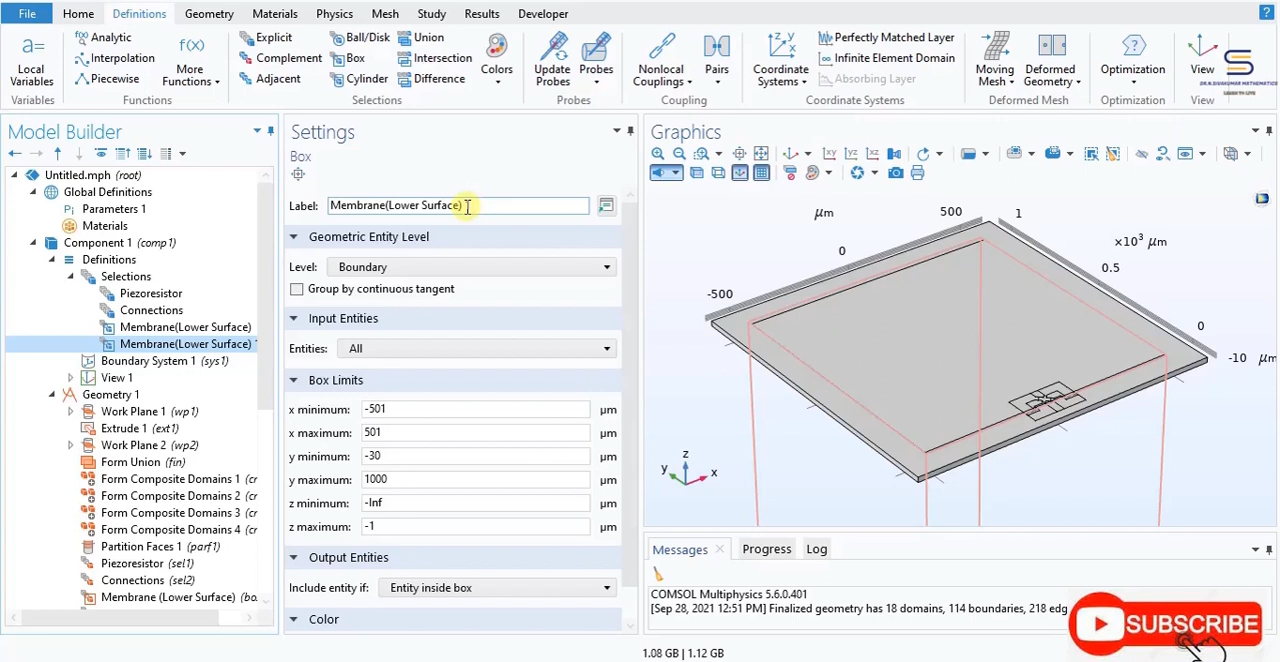 File Home Definitions Geometry Materials Physics Mesh Study Results Developer ?
a= Local Variables
Variables
f(x) Analytic
Interpolation
Piecewise
f(x) More Functions
Functions
Explicit Ball/Disk Union
Complement Box Intersection
Adjacent Cylinder Difference
Colors
Selections
Update Probes Probes
Probes
Nonlocal Couplings Pairs
Coupling
Coordinate Systems
Perfectly Matched Layer
Infinite Element Domain
Absorbing Layer
Coordinate Systems
Moving Mesh Deformed Geometry
Deformed Mesh
Optimization
Optimization
View
View
Model Builder
Untitled.mph (root)
Global Definitions
Pi Parameters 1
Materials
Component 1 (comp1)
Definitions
Selections
Piezoresistor
Connections
Membrane(Lower Surface)
Membrane(Lower Surface) 1
Boundary System 1 (sys1)
View 1
Geometry 1
Work Plane 1 (wp1)
Extrude 1 (ext1)
Work Plane 2 (wp2)
Form Union (fin)
Form Composite Domains 1 (cr
Form Composite Domains 2 (cr
Form Composite Domains 3 (cr
Form Composite Domains 4 (cr
Partition Faces 1 (parf1)
Piezoresistor (sel1)
Connections (sel2)
Membrane (Lower Surface) (bo
Settings
Box
Label: Membrane(Lower Surface)
Geometric Entity Level
Level: Boundary
Group by continuous tangent
Input Entities
Entities: All
Box Limits
x minimum: -501 µm
x maximum: 501 µm
y minimum: -30 µm
y maximum: 1000 µm
z minimum: -Inf µm
z maximum: -1 µm
Output Entities
Include entity if: Entity inside box
Color
Graphics
xy yz xz
µm 500 1
0 ×10³ µm
0.5
-500
0
-10 µm
z
y x
Messages Progress Log
COMSOL Multiphysics 5.6.0.401
[Sep 28, 2021 12:51 PM] Finalized geometry has 18 domains, 114 boundaries, 218 edg
SUBSCRIBE
1.08 GB | 1.12 GB